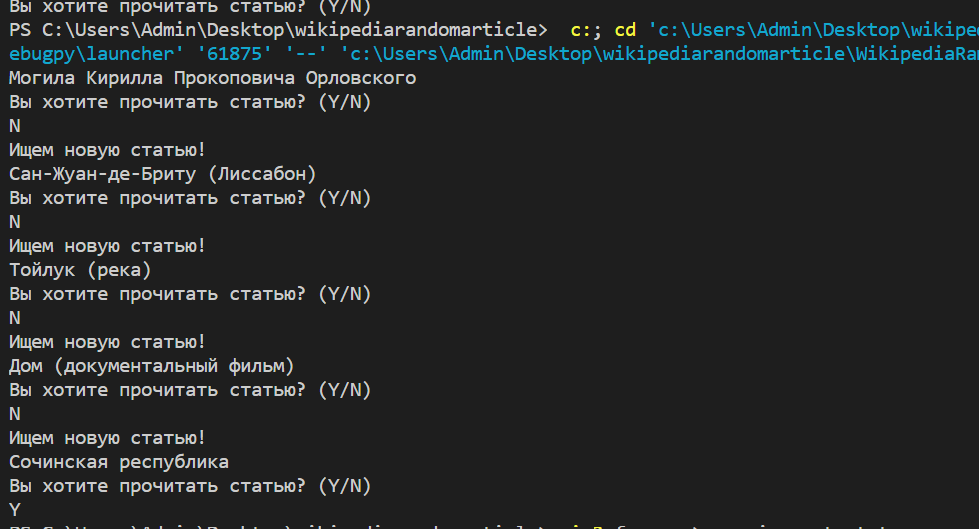 Вы хотите прочитать статью? (Y/N)
PS C:\Users\Admin\Desktop\wikipediarandomarticle>  c:; cd 'c:\Users\Admin\Desktop\wikiped
ebugpy\launcher' '61875' '--' 'c:\Users\Admin\Desktop\wikipediarandomarticle\WikipediaRan
Могила Кирилла Прокоповича Орловского
Вы хотите прочитать статью? (Y/N)
N
Ищем новую статью!
Сан-Жуан-де-Бриту (Лиссабон)
Вы хотите прочитать статью? (Y/N)
N
Ищем новую статью!
Тойлук (река)
Вы хотите прочитать статью? (Y/N)
N
Ищем новую статью!
Дом (документальный фильм)
Вы хотите прочитать статью? (Y/N)
N
Ищем новую статью!
Сочинская республика
Вы хотите прочитать статью? (Y/N)
Y